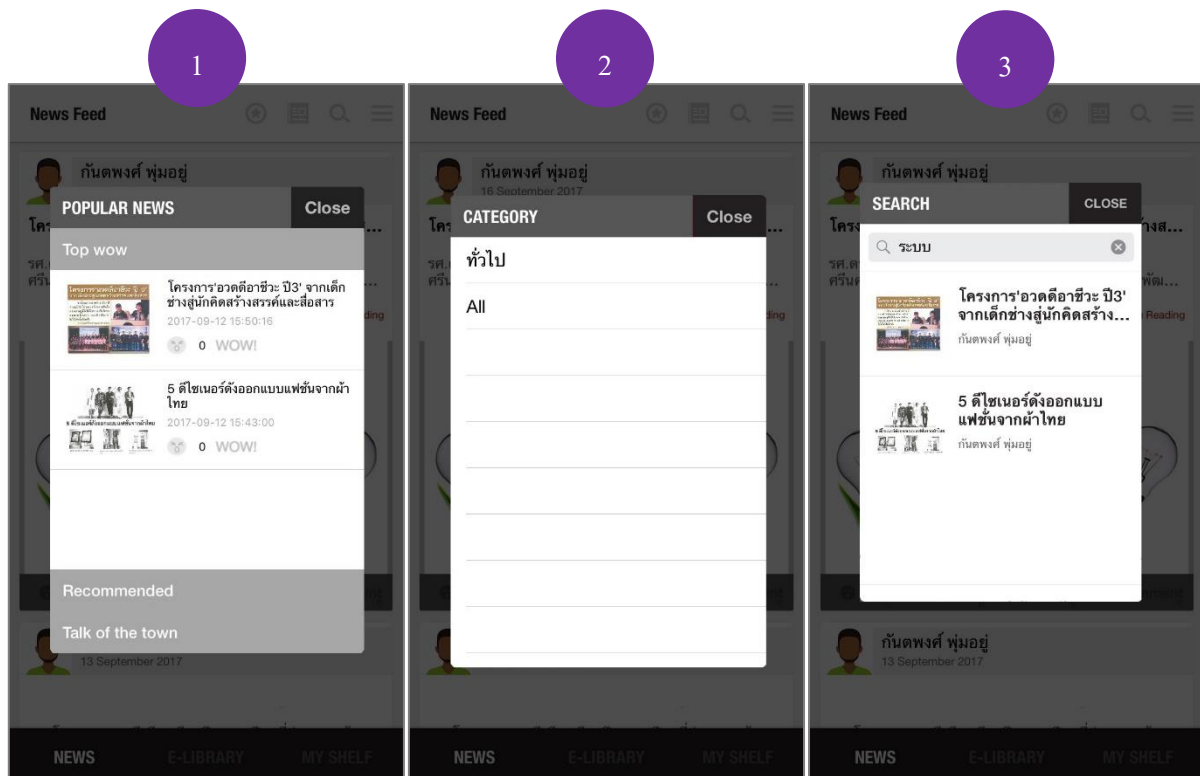 1
News Feed
กันตพงศ์ พุ่มอยู่
POPULAR NEWS
Close
Top wow
โครงการ'อวดดีอาชีวะ ปี3' จากเด็ก
ช่างสู่นักคิดสร้างสรรค์และสื่อสาร
2017-09-12 15:50:16
0 WOW!
5 ดีไซเนอร์ดังออกแบบแฟชั่นจากผ้า
ไทย
2017-09-12 15:43:00
0 WOW!
Recommended
Talk of the town
13 September 2017
NEWS
E-LIBRARY
MY SHELF
2
News Feed
กันตพงศ์ พุ่มอยู่
16 September 2017
CATEGORY
Close
ทั่วไป
All
NEWS
E-LIBRARY
MY SHELF
3
News Feed
กันตพงศ์ พุ่มอยู่
SEARCH
CLOSE
ระบบ
โครงการ'อวดดีอาชีวะ ปี3'
จากเด็กช่างสู่นักคิดสร้าง...
กันตพงศ์ พุ่มอยู่
5 ดีไซเนอร์ดังออกแบบ
แฟชั่นจากผ้าไทย
กันตพงศ์ พุ่มอยู่
Reading
กันตพงศ์ พุ่มอยู่
13 September 2017
NEWS
E-LIBRARY
MY SHELF